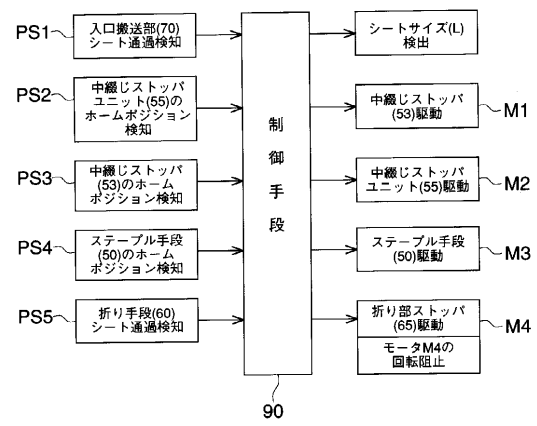 PS1
入口搬送部(70)
シート通過検知
PS2
中綴じストッパ
ユニット(55)の
ホームポジション
検知
PS3
中綴じストッパ
(53)のホーム
ポジション検知
PS4
ステープル手段
(50)のホーム
ポジション検知
PS5
折り手段(60)
シート通過検知
制御手段
90
シートサイズ(L)
検出
中綴じストッパ
(53)駆動
M1
中綴じストッパ
ユニット(55)駆動
M2
ステープル手段
(50)駆動
M3
折り部ストッパ
(65)駆動
M4
モータM4の
回転阻止